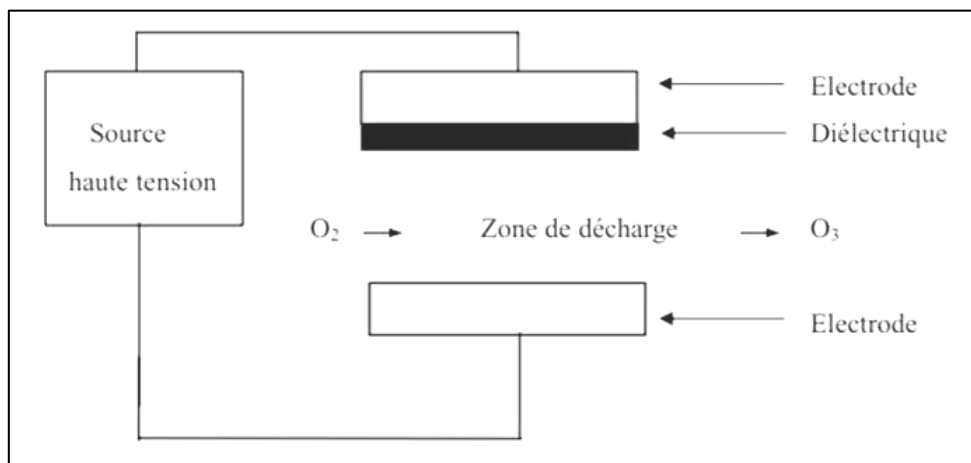 Electrode
Source
Diélectrique
haute tension
O₂ → Zone de décharge → O₃
Electrode